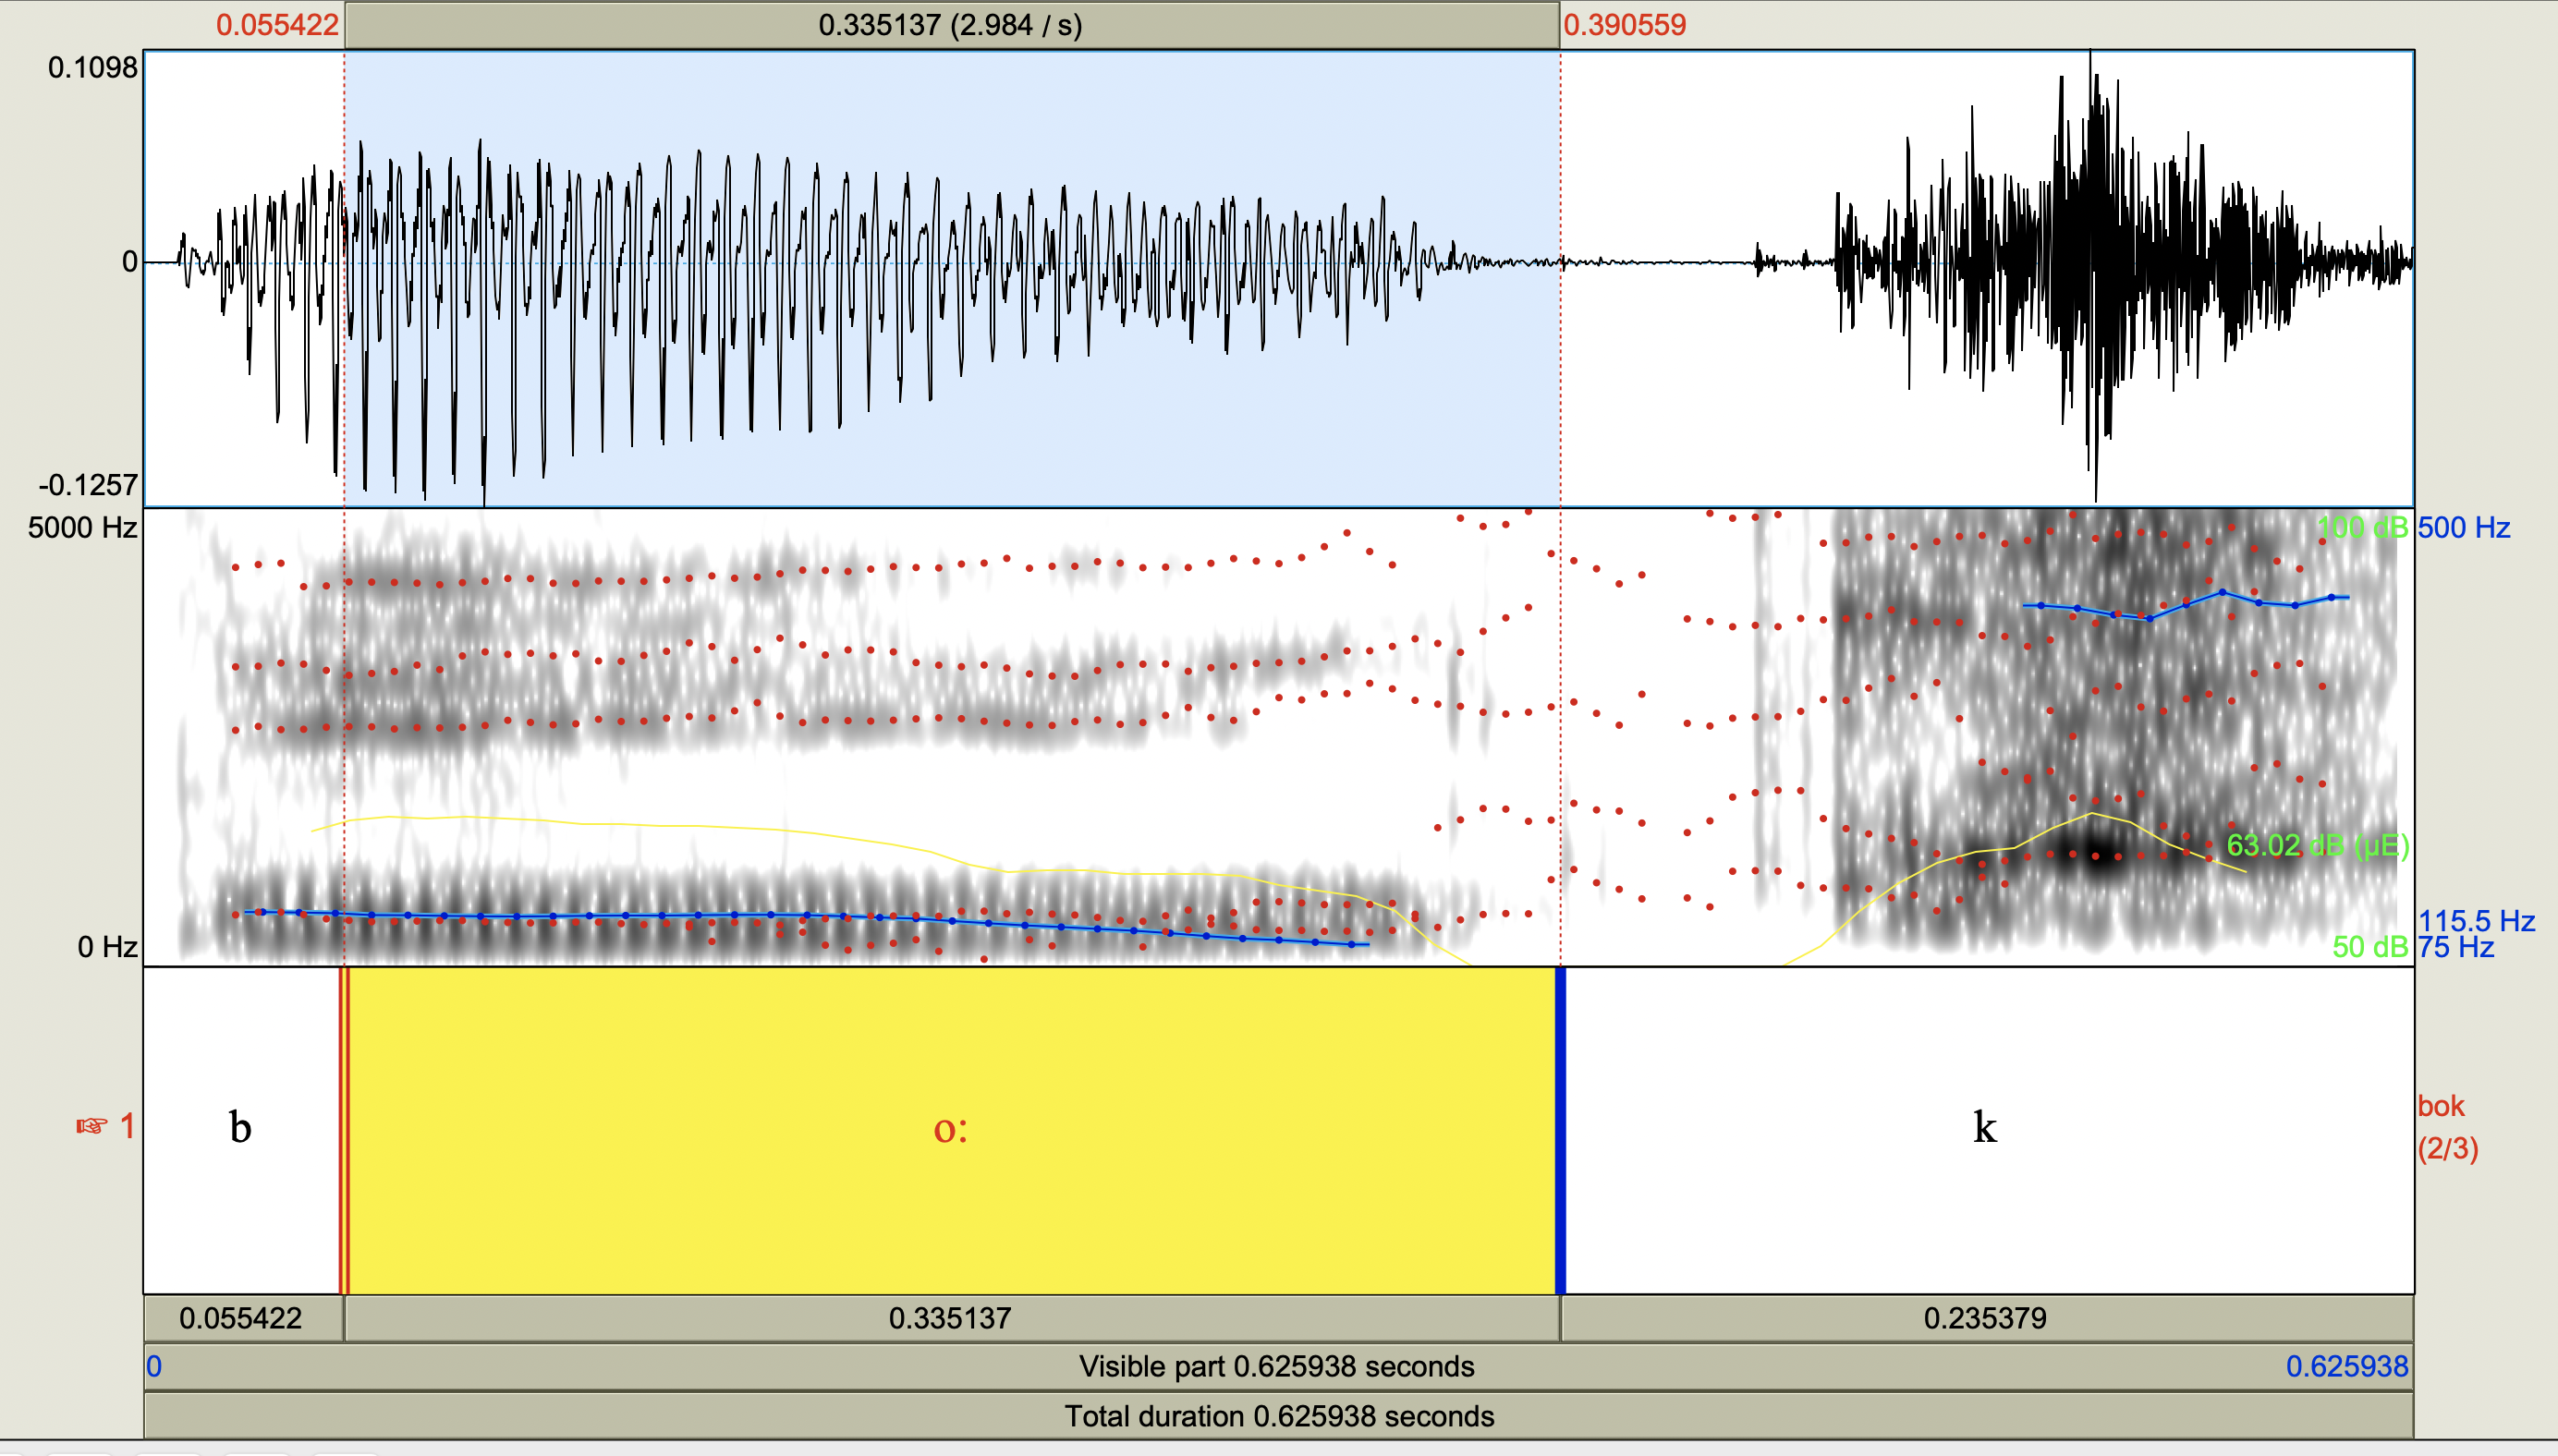 0.055422 0.335137 (2.984 / s) 0.390559
0.1098
0
-0.1257
5000 Hz 100 dB 500 Hz
63.02 dB (µE)
115.5 Hz
0 Hz 50 dB 75 Hz
☞ 1 b o: k bok
(2/3)
0.055422 0.335137 0.235379
0 Visible part 0.625938 seconds 0.625938
Total duration 0.625938 seconds